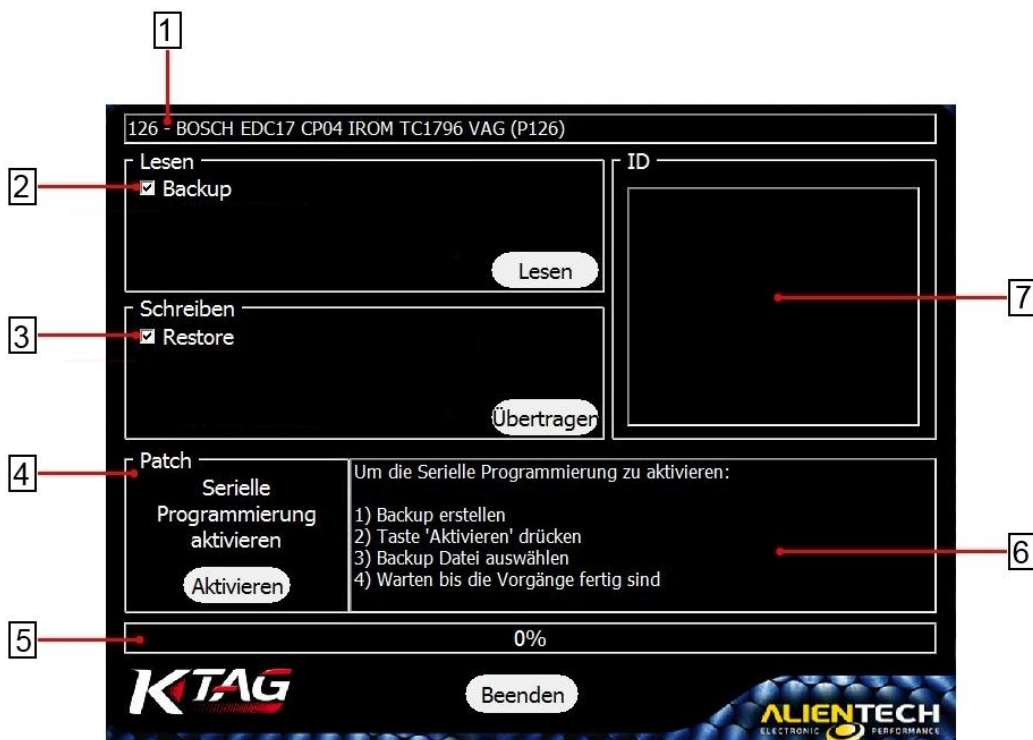 1
126 - BOSCH EDC17 CP04 IROM TC1796 VAG (P126)
2
Lesen
Backup
Lesen
ID
7
3
Schreiben
Restore
Übertragen
4
Patch
Serielle
Programmierung
aktivieren
Aktivieren
Um die Serielle Programmierung zu aktivieren:
1) Backup erstellen
2) Taste 'Aktivieren' drücken
3) Backup Datei auswählen
4) Warten bis die Vorgänge fertig sind
6
5
0%
KTAG
Beenden
ALIENTECH
ELECTRONIC PERFORMANCE